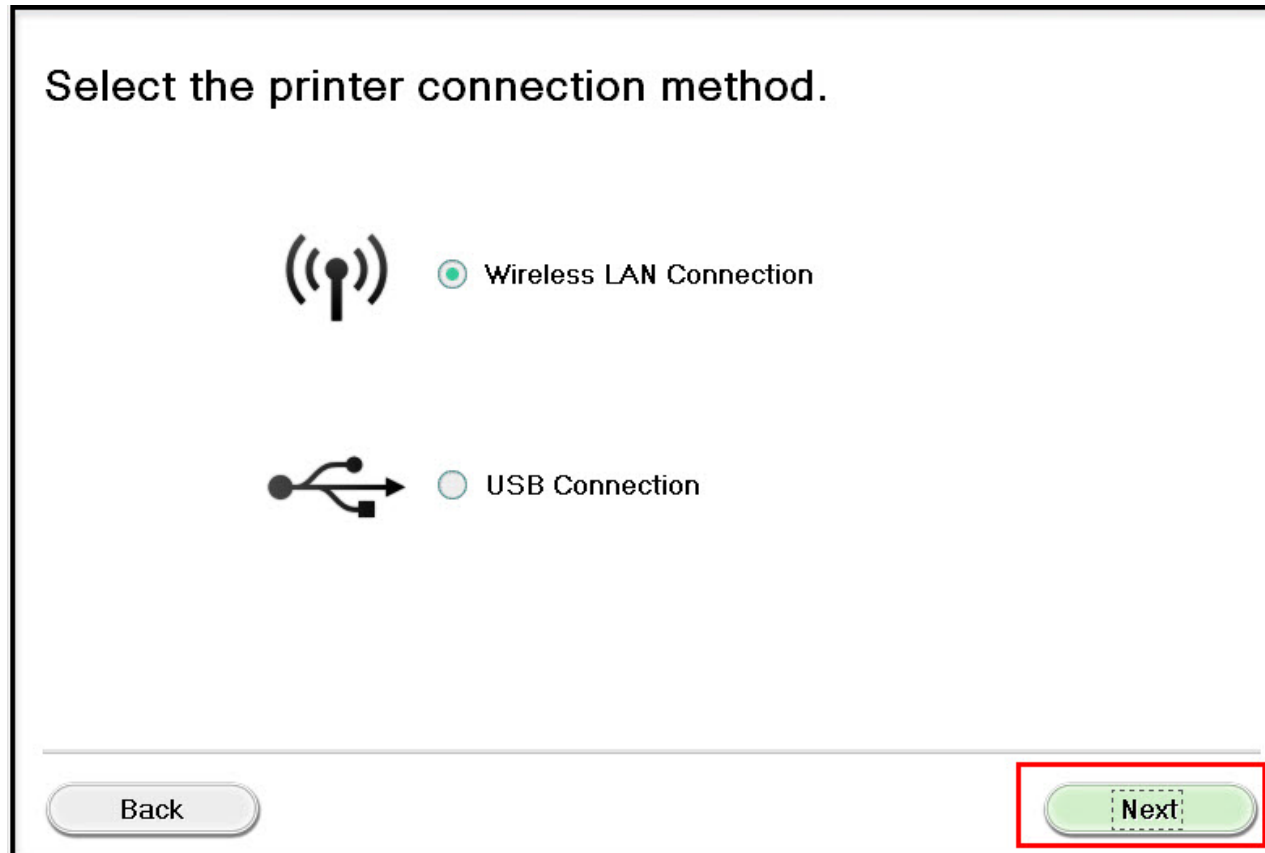 Select the printer connection method.
Wireless LAN Connection
USB Connection
Back
Next